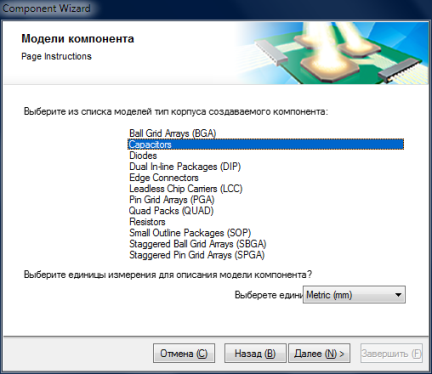 Component Wizard
Модели компонента
Page Instructions
Выберите из списка моделей тип корпуса создаваемого компонента:
Ball Grid Arrays (BGA)
Capacitors
Diodes
Dual In-line Packages (DIP)
Edge Connectors
Leadless Chip Carriers (LCC)
Pin Grid Arrays (PGA)
Quad Packs (QUAD)
Resistors
Small Outline Packages (SOP)
Staggered Ball Grid Arrays (SBGA)
Staggered Pin Grid Arrays (SPGA)
Выберите единицы измерения для описания модели компонента?
Выберете едини Metric (mm)
Отмена (C) Назад (B) Далее (N) > Завершить (F)